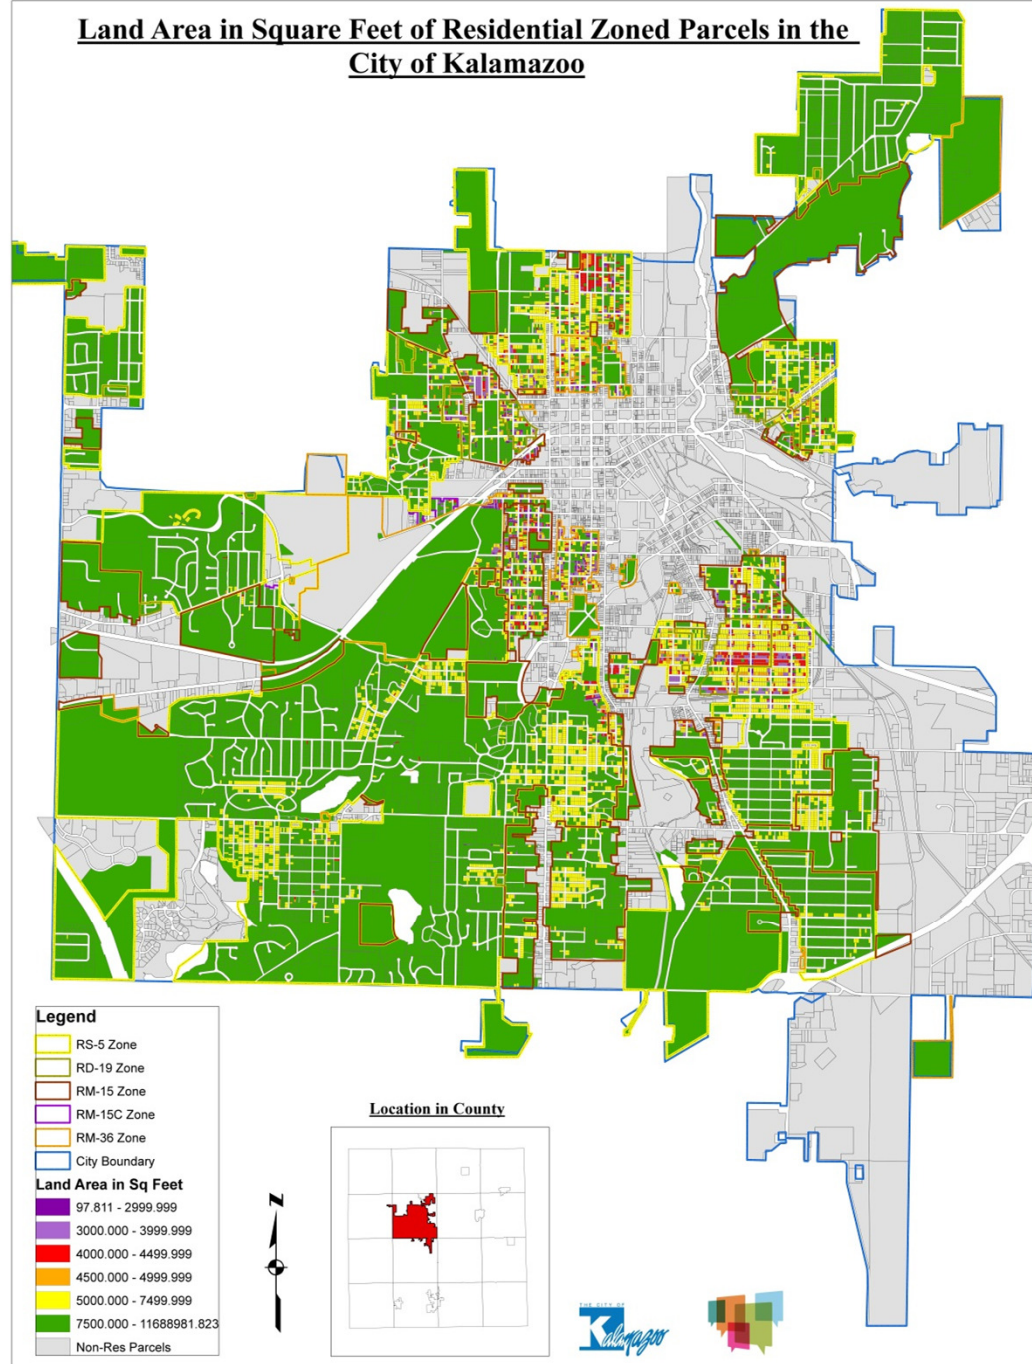 Land Area in Square Feet of Residential Zoned Parcels in the
City of Kalamazoo
Legend
RS-5 Zone
RD-19 Zone
RM-15 Zone
RM-15C Zone
RM-36 Zone
City Boundary
Land Area in Sq Feet
97.811 - 2999.999
3000.000 - 3999.999
4000.000 - 4499.999
4500.000 - 4999.999
5000.000 - 7499.999
7500.000 - 11688981.823
Non-Res Parcels
Location in County
N
THE CITY OF
Kalamazoo